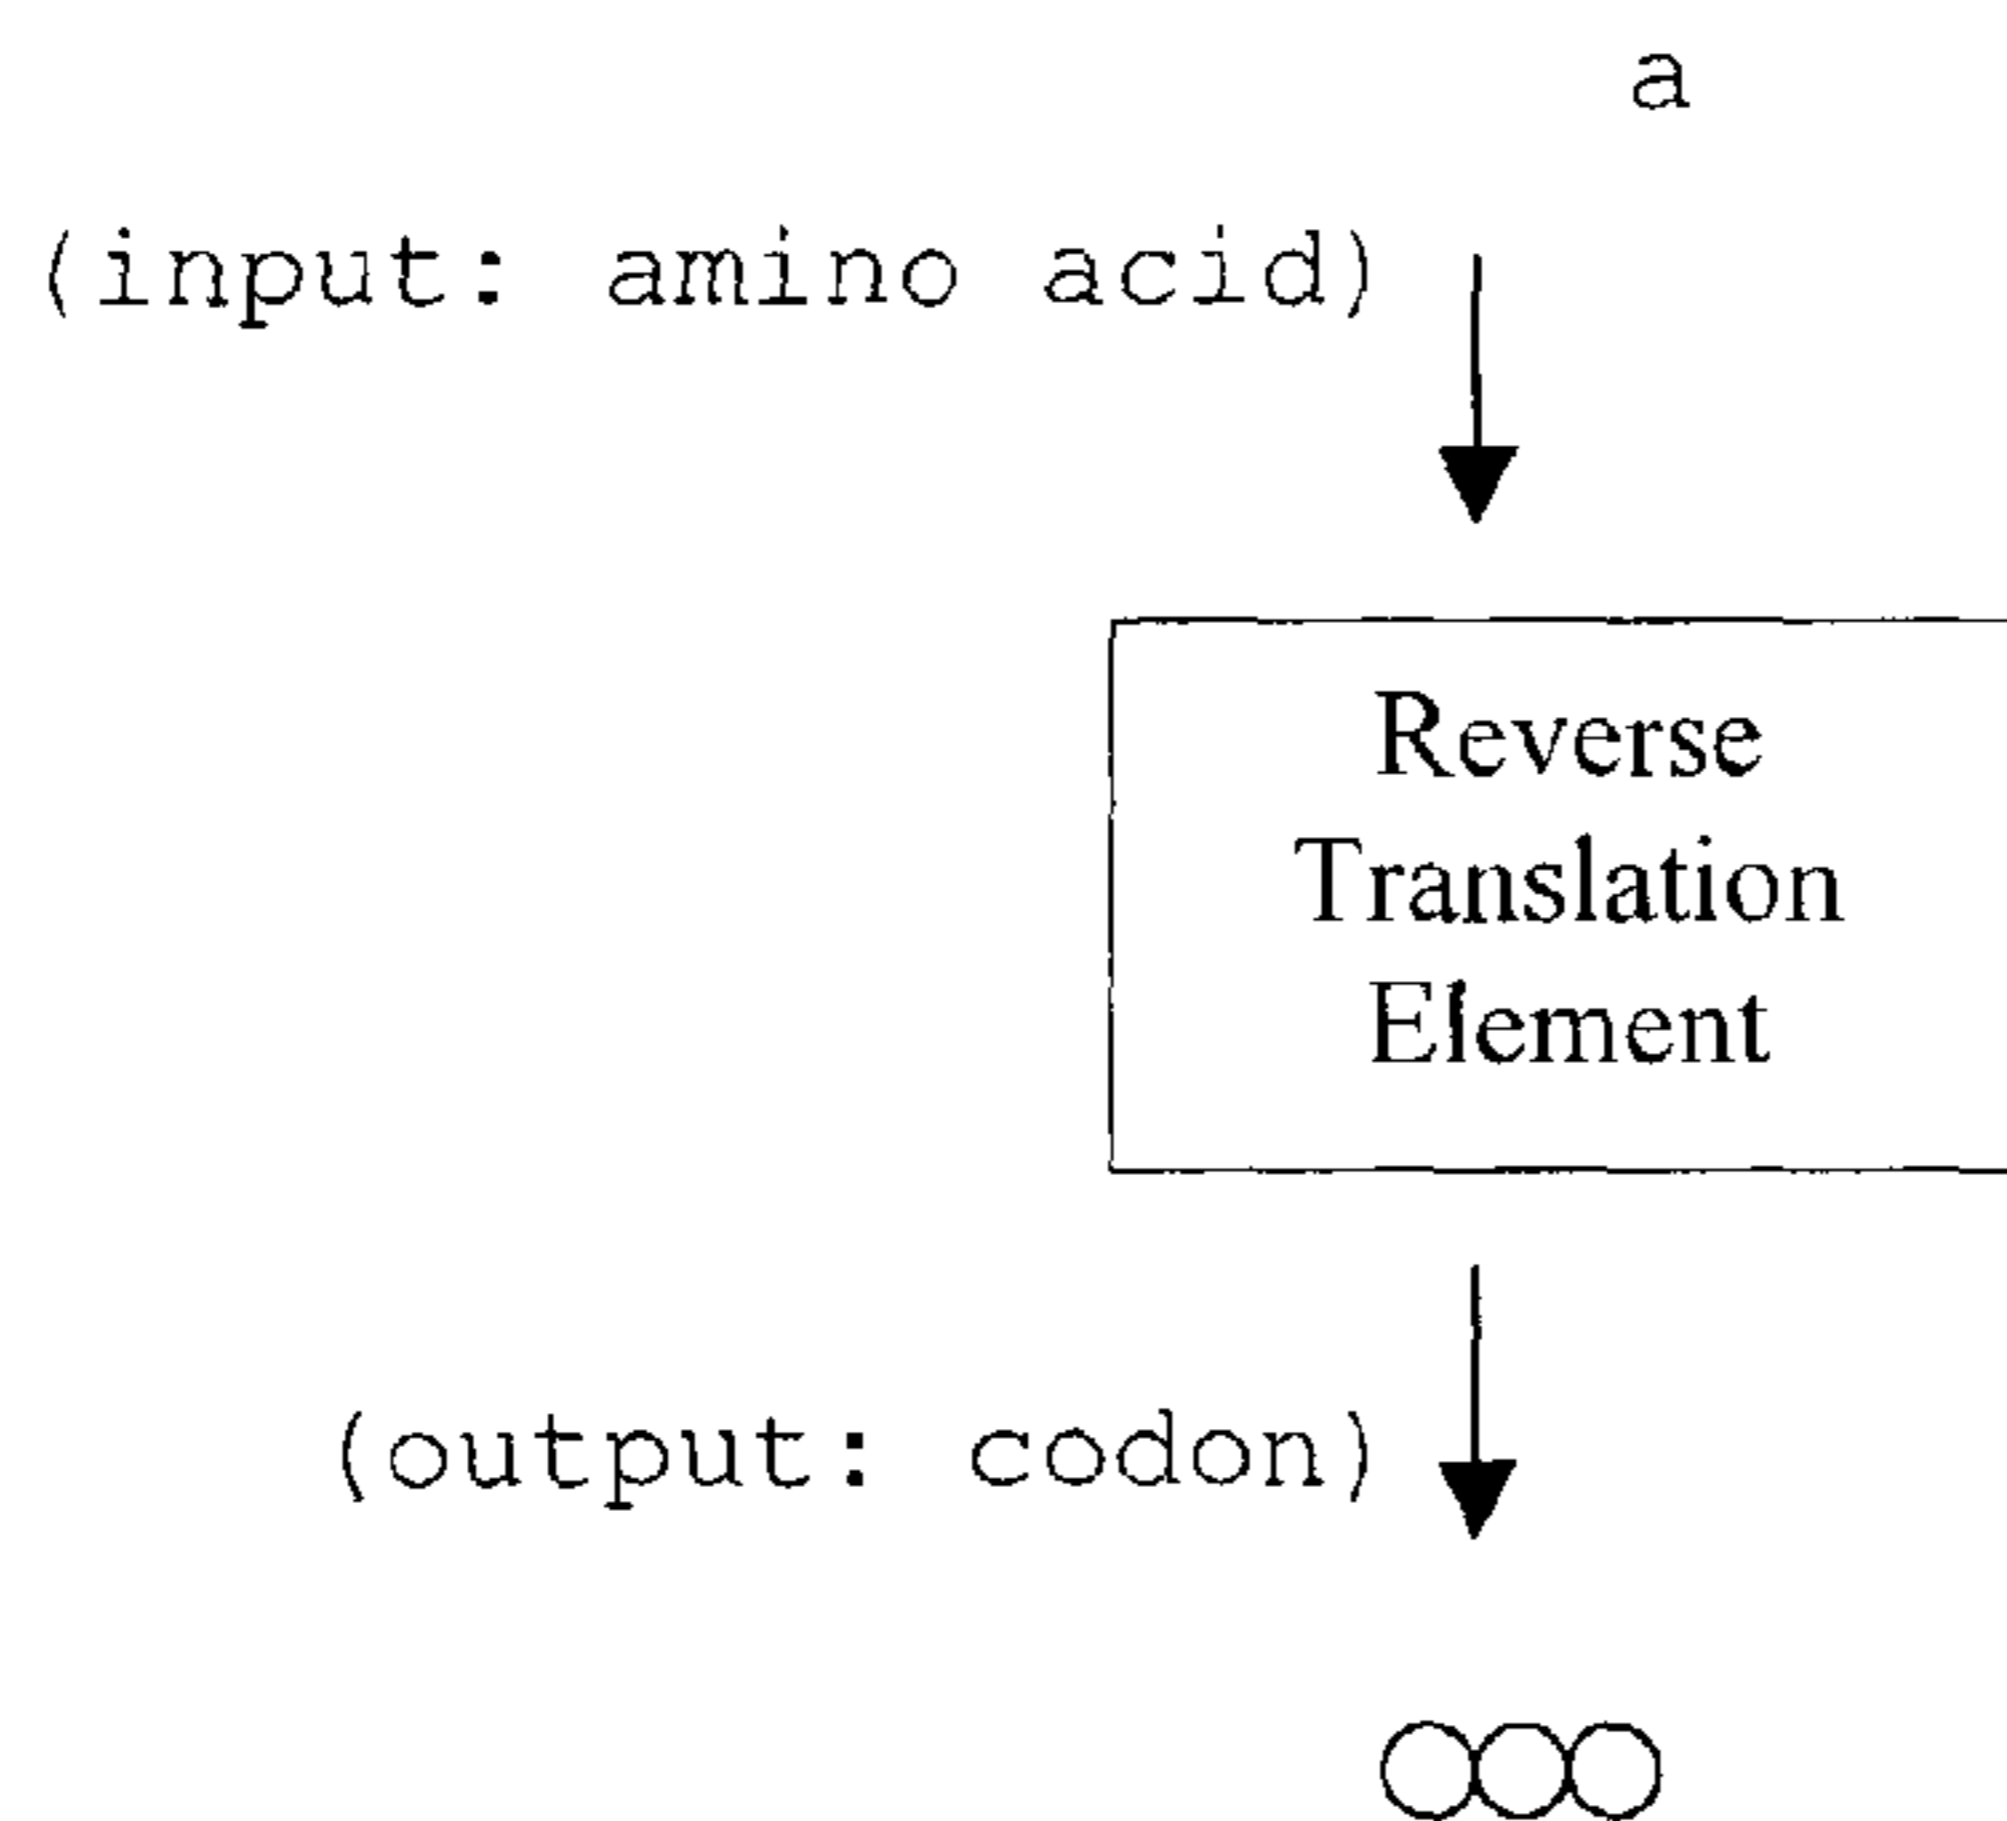 a
(input: amino acid)
Reverse
Translation
Element
(output: codon)